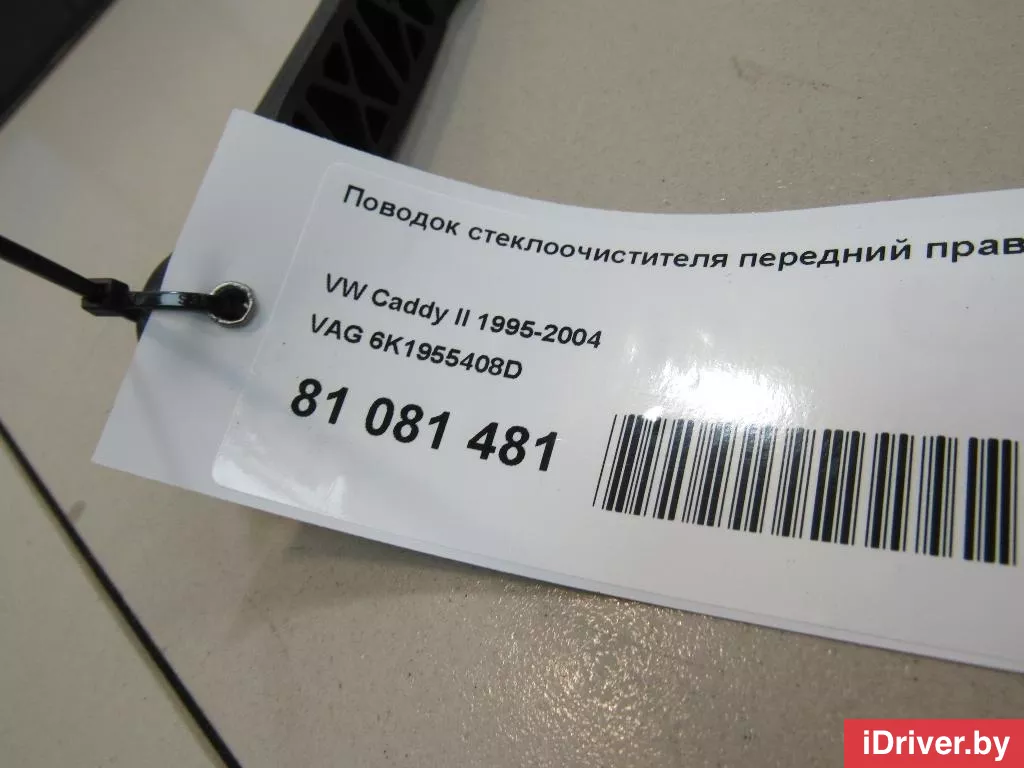 Поводок стеклоочистителя передний прав
VW Caddy II 1995-2004
VAG 6K1955408D
81 081 481
iDriver.by